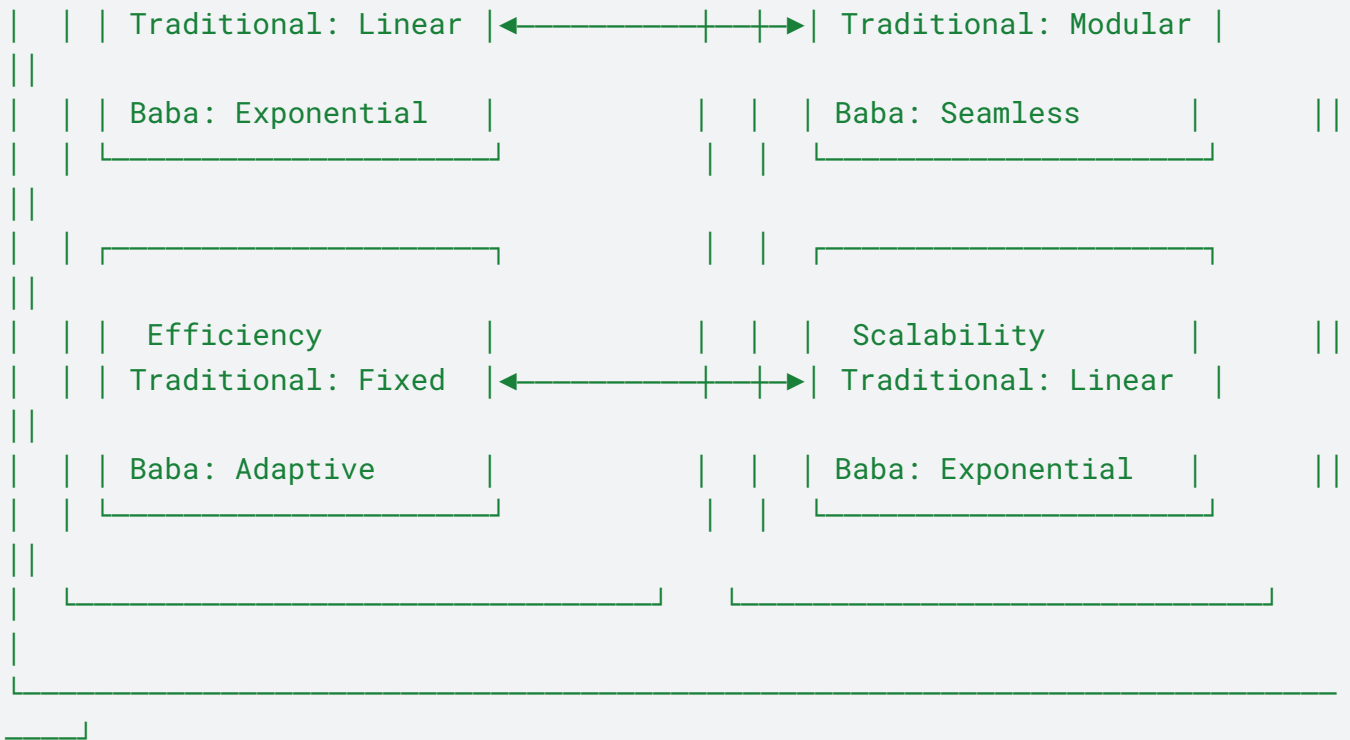 │  │ │ Traditional: Linear │◄──────────┼──┼─►│ Traditional: Modular │
││
│  │ │ Baba: Exponential   │           │  │  │ Baba: Seamless      │      ││
│  │ └─────────────────────┘           │  │  └─────────────────────┘
││
│  │ ┌─────────────────────┐           │  │  ┌─────────────────────┐
││
│  │ │  Efficiency         │           │  │  │  Scalability        │      ││
│  │ │ Traditional: Fixed  │◄──────────┼──┼─►│ Traditional: Linear  │
││
│  │ │ Baba: Adaptive      │           │  │  │ Baba: Exponential   │      ││
│  │ └─────────────────────┘           │  │  └─────────────────────┘
││
│  └────────────────────────────────┘   └─────────────────────────────┘
│
└─────────────────────────────────────────────────────────────────────────
────┘